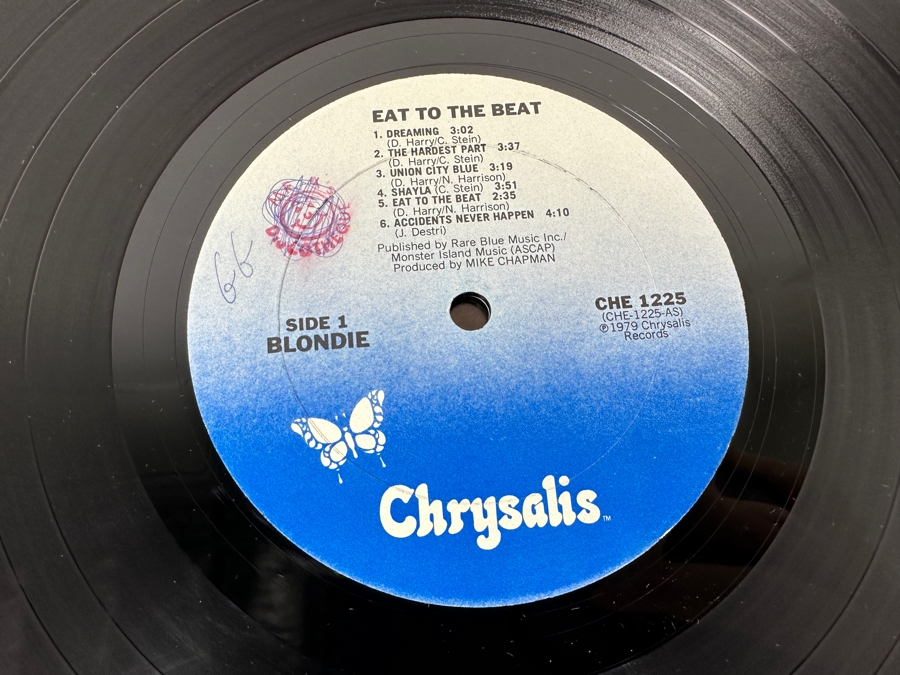 EAT TO THE BEAT
1. DREAMING 3:02
(D. Harry/C. Stein)
2. THE HARDEST PART 3:37
(D. Harry/C. Stein)
3. UNION CITY BLUE 3:19
(D. Harry/N. Harrison)
4. SHAYLA (C. Stein) 3:51
5. EAT TO THE BEAT 2:35
(D. Harry/N. Harrison)
6. ACCIDENTS NEVER HAPPEN 4:10
(J. Destri)
Published by Rare Blue Music Inc./
Monster Island Music (ASCAP)
Produced by MIKE CHAPMAN
DISCOTHEQUE
GG
SIDE 1
BLONDIE
CHE 1225
(CHE-1225-AS)
℗1979 Chrysalis
Records
Chrysalis™